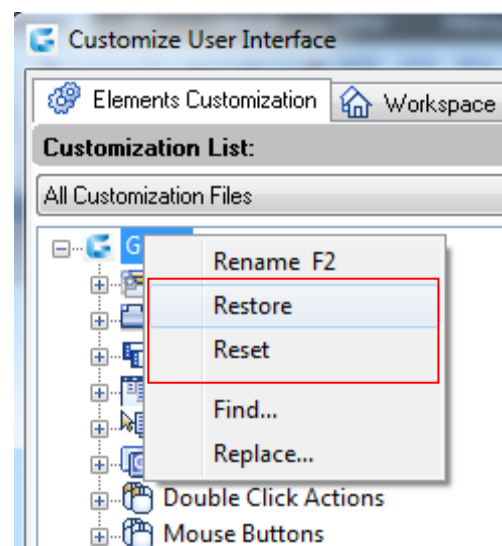 Customize User Interface
Elements Customization Workspace
Customization List:
All Customization Files
G
Rename F2
Restore
Reset
Find...
Replace...
Double Click Actions
Mouse Buttons